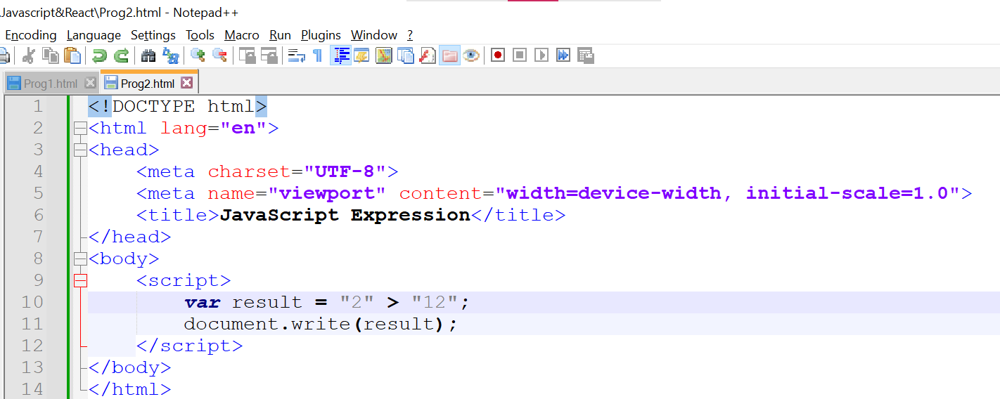 .Javascript&React\Prog2.html - Notepad++
Encoding Language Settings Tools Macro Run Plugins Window ?
Prog1.html Prog2.html
1 <!DOCTYPE html>
2 <html lang="en">
3 <head>
4 <meta charset="UTF-8">
5 <meta name="viewport" content="width=device-width, initial-scale=1.0">
6 <title>JavaScript Expression</title>
7 </head>
8 <body>
9 <script>
10 var result = "2" > "12";
11 document.write(result);
12 </script>
13 </body>
14 </html>